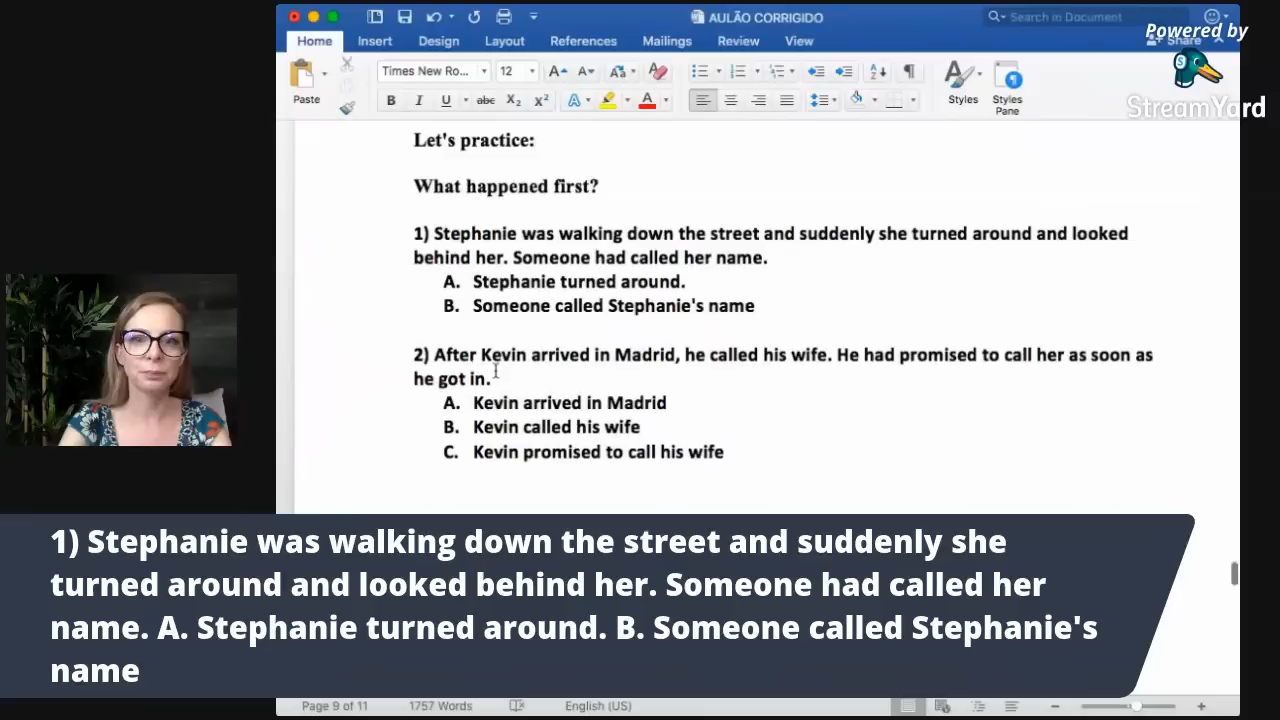 AULÃO CORRIGIDO
Search in Document
Powered by
Home Insert Design Layout References Mailings Review View
Share
Times New Ro... 12
Paste
Styles
Styles Pane
StreamYard
Let's practice:
What happened first?
1) Stephanie was walking down the street and suddenly she turned around and looked
behind her. Someone had called her name.
A. Stephanie turned around.
B. Someone called Stephanie's name
2) After Kevin arrived in Madrid, he called his wife. He had promised to call her as soon as
he got in.
A. Kevin arrived in Madrid
B. Kevin called his wife
C. Kevin promised to call his wife
1) Stephanie was walking down the street and suddenly she
turned around and looked behind her. Someone had called her
name. A. Stephanie turned around. B. Someone called Stephanie's
name
Page 9 of 11 1757 Words English (US)